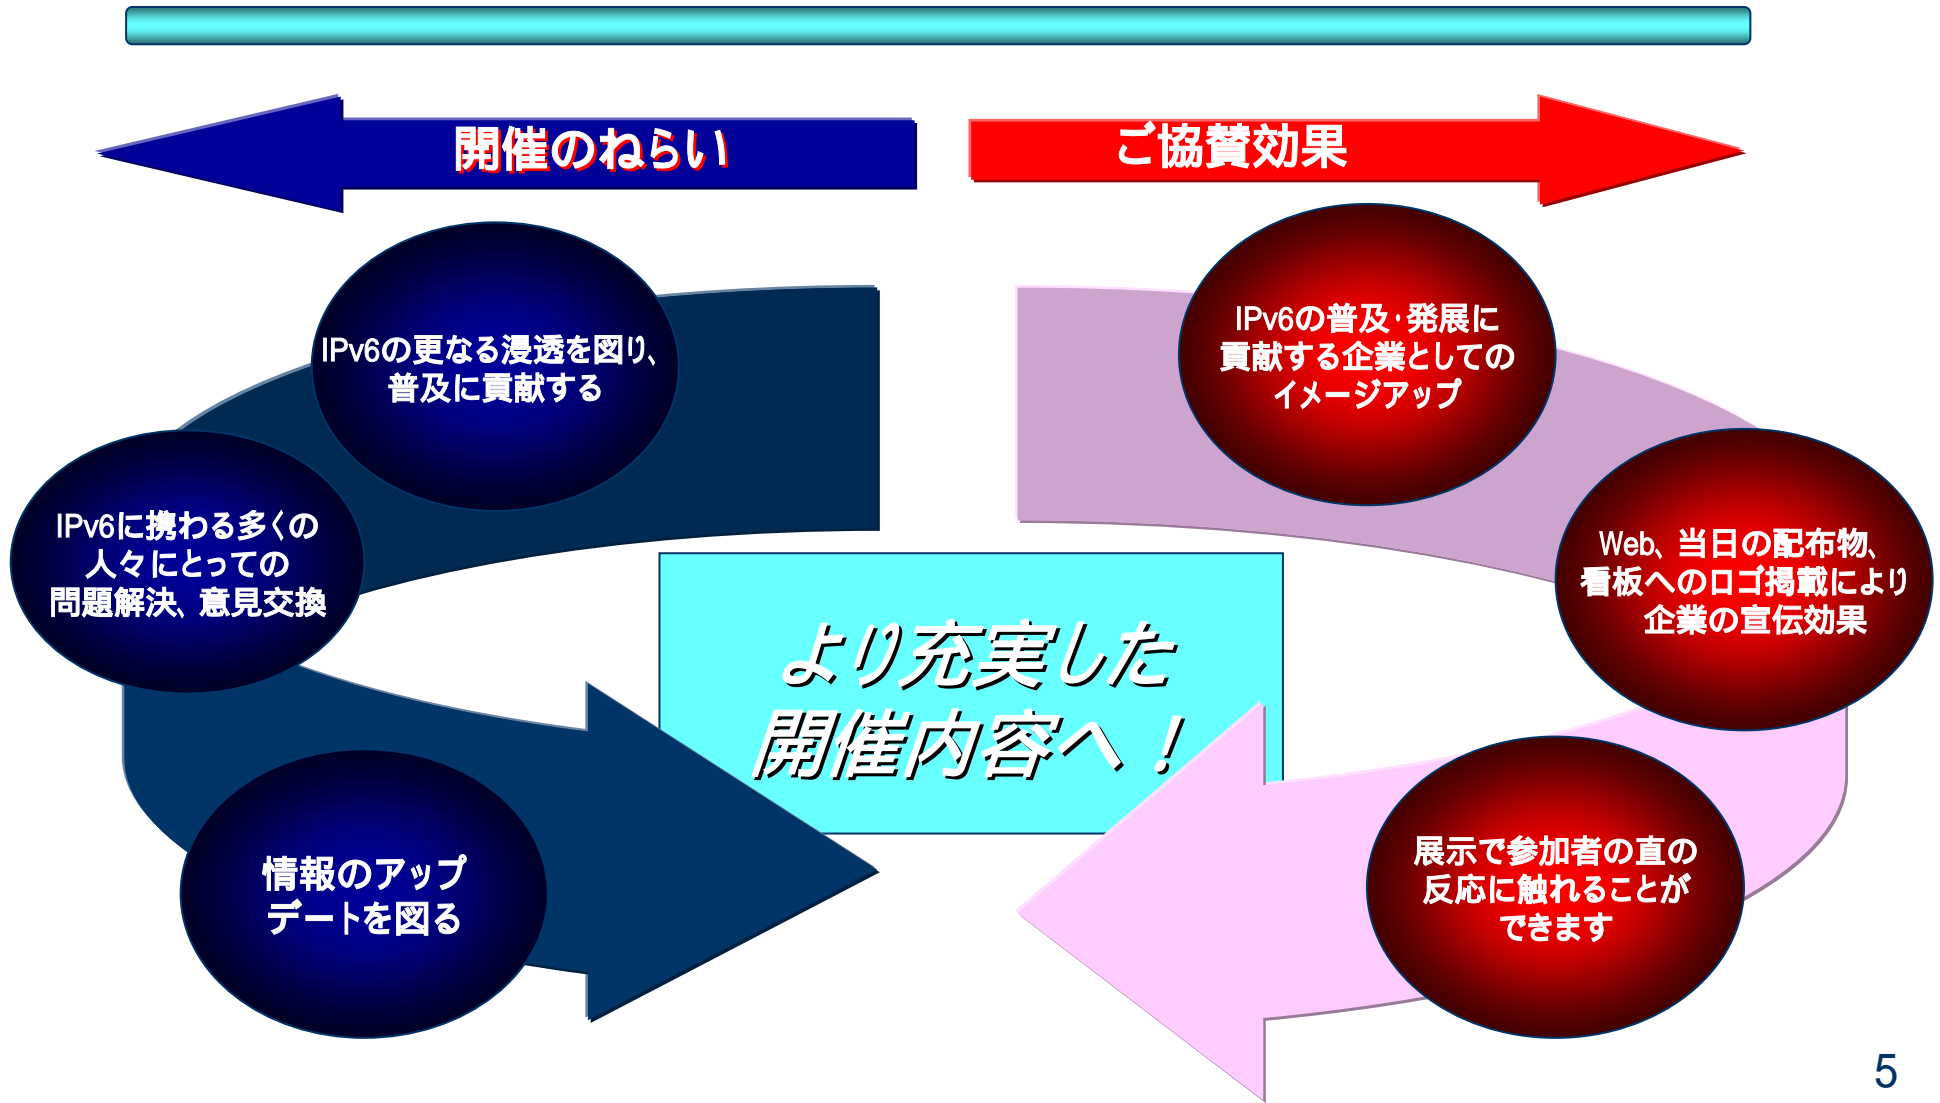 開催のねらい
ご協賛効果
IPv6の更なる浸透を図り、
普及に貢献する
IPv6に携わる多くの
人々にとっての
問題解決、意見交換
情報のアップ
デートを図る
IPv6の普及・発展に
貢献する企業としての
イメージアップ
Web、当日の配布物、
看板へのロゴ掲載により
企業の宣伝効果
展示で参加者の直の
反応に触れることが
できます
より充実した
開催内容へ！
5